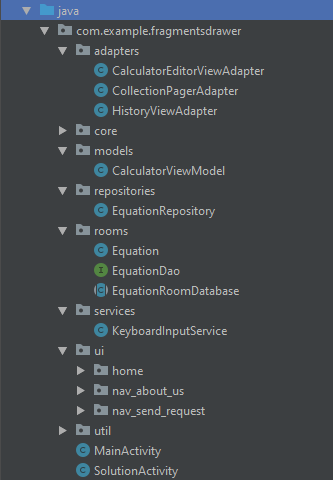 java
com.example.fragmentsdrawer
adapters
CalculatorEditorViewAdapter
CollectionPagerAdapter
HistoryViewAdapter
core
models
CalculatorViewModel
repositories
EquationRepository
rooms
Equation
EquationDao
EquationRoomDatabase
services
KeyboardInputService
ui
home
nav_about_us
nav_send_request
util
MainActivity
SolutionActivity